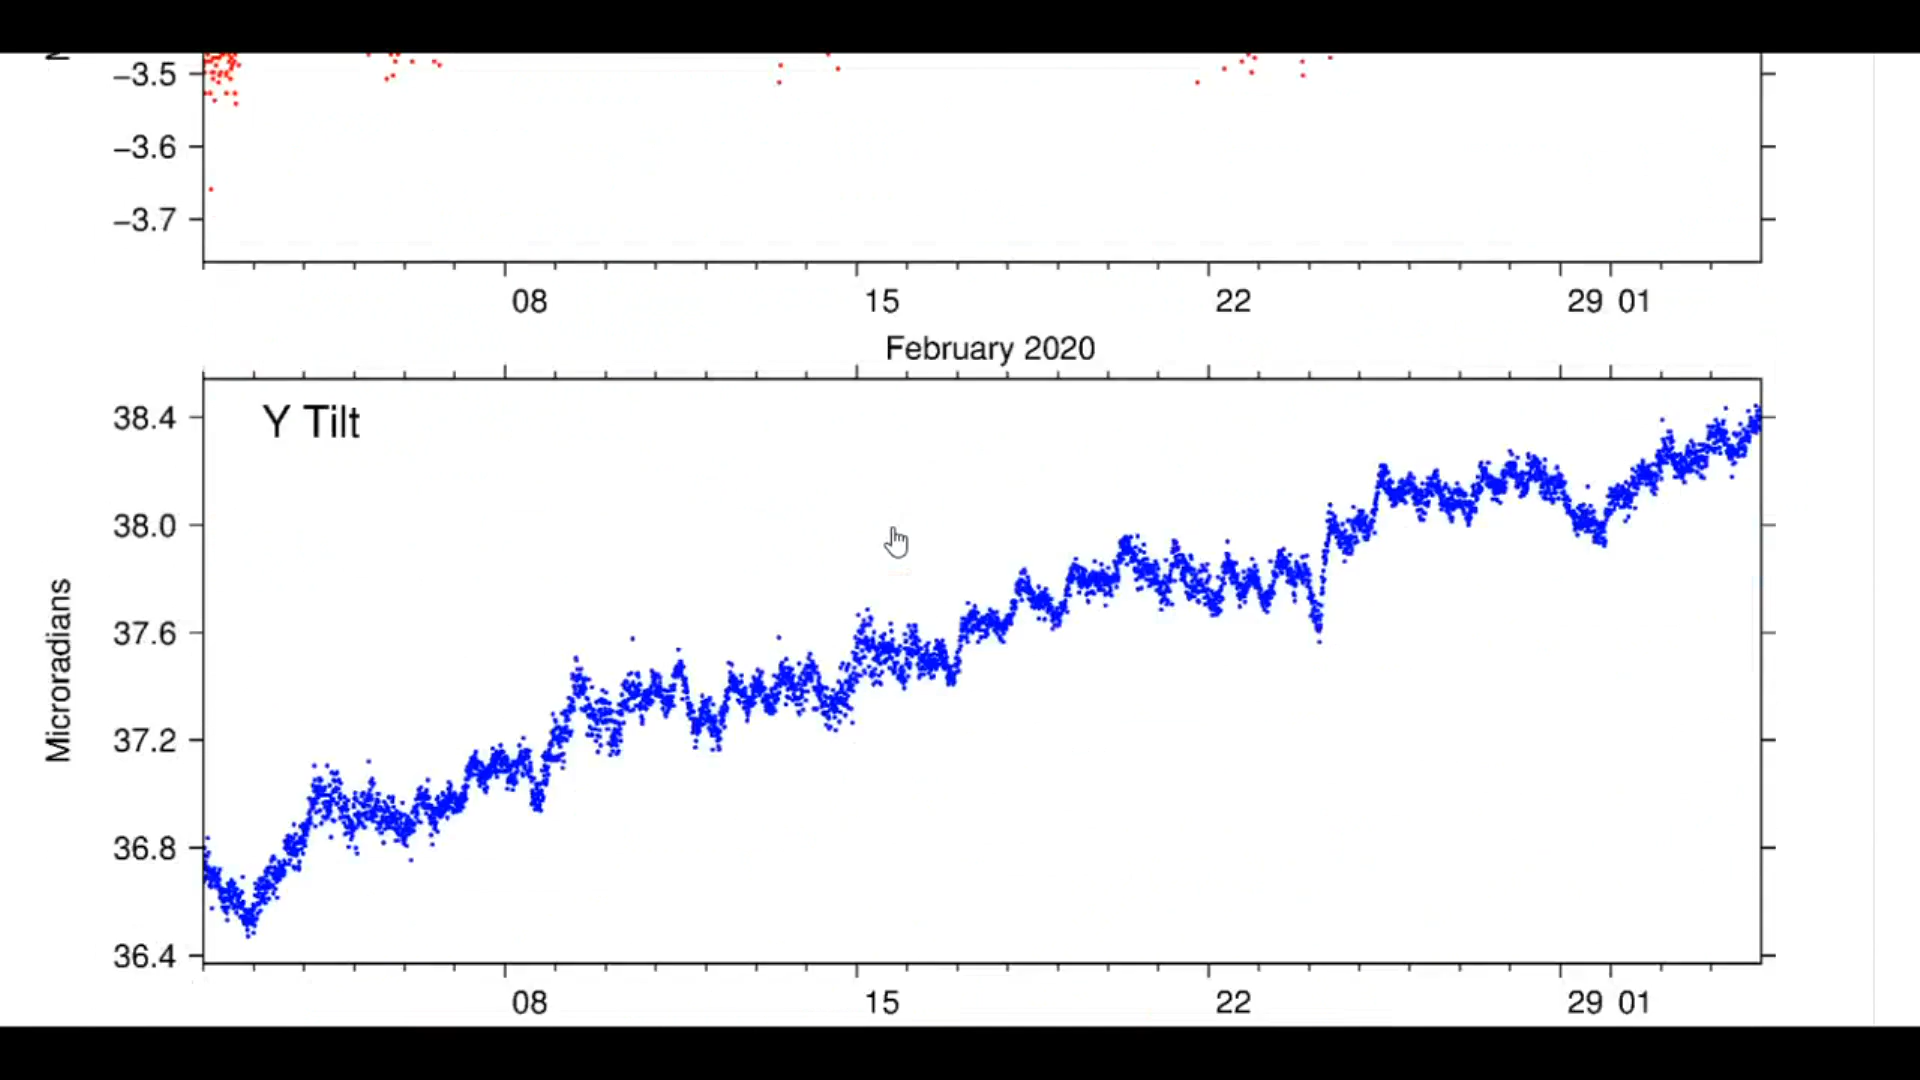 −3.5
−3.6
−3.7
08 15 22 29 01
February 2020
Y Tilt
38.4
38.0
37.6
37.2
36.8
36.4
Microradians
08 15 22 29 01